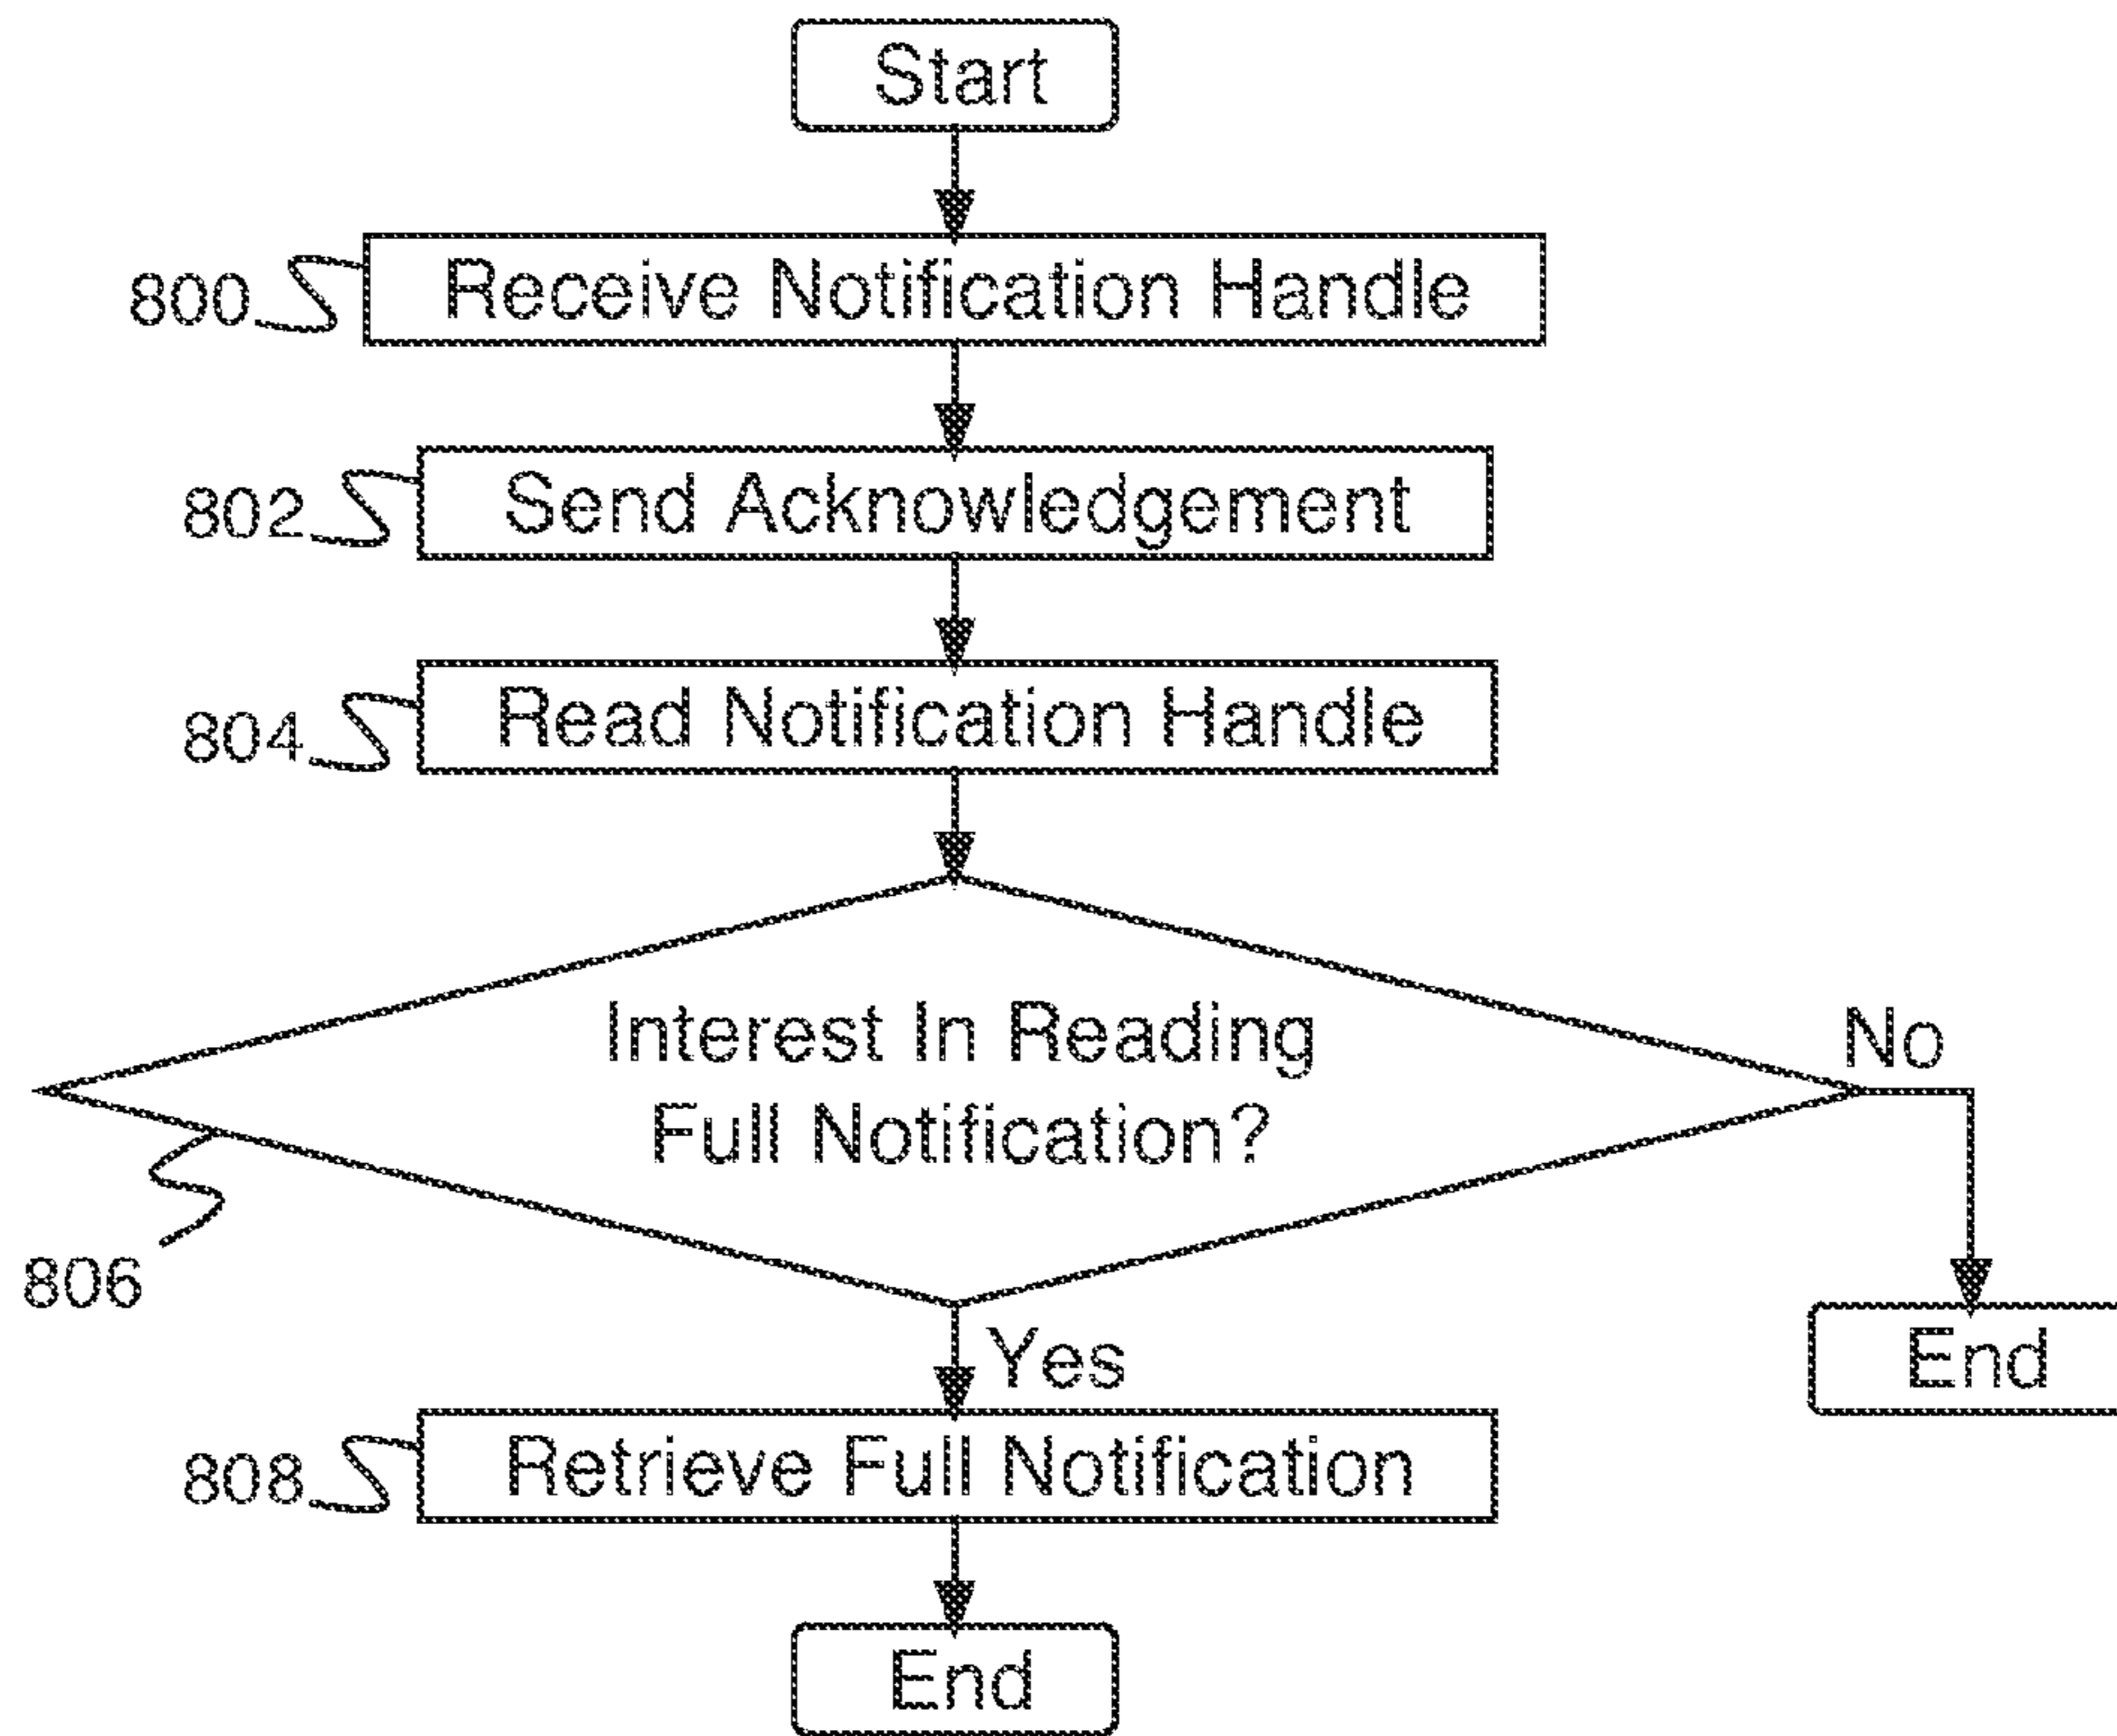 Start
800
Receive Notification Handle
802
Send Acknowledgement
804
Read Notification Handle
Interest In Reading
Full Notification?
No
806
Yes
End
808
Retrieve Full Notification
End